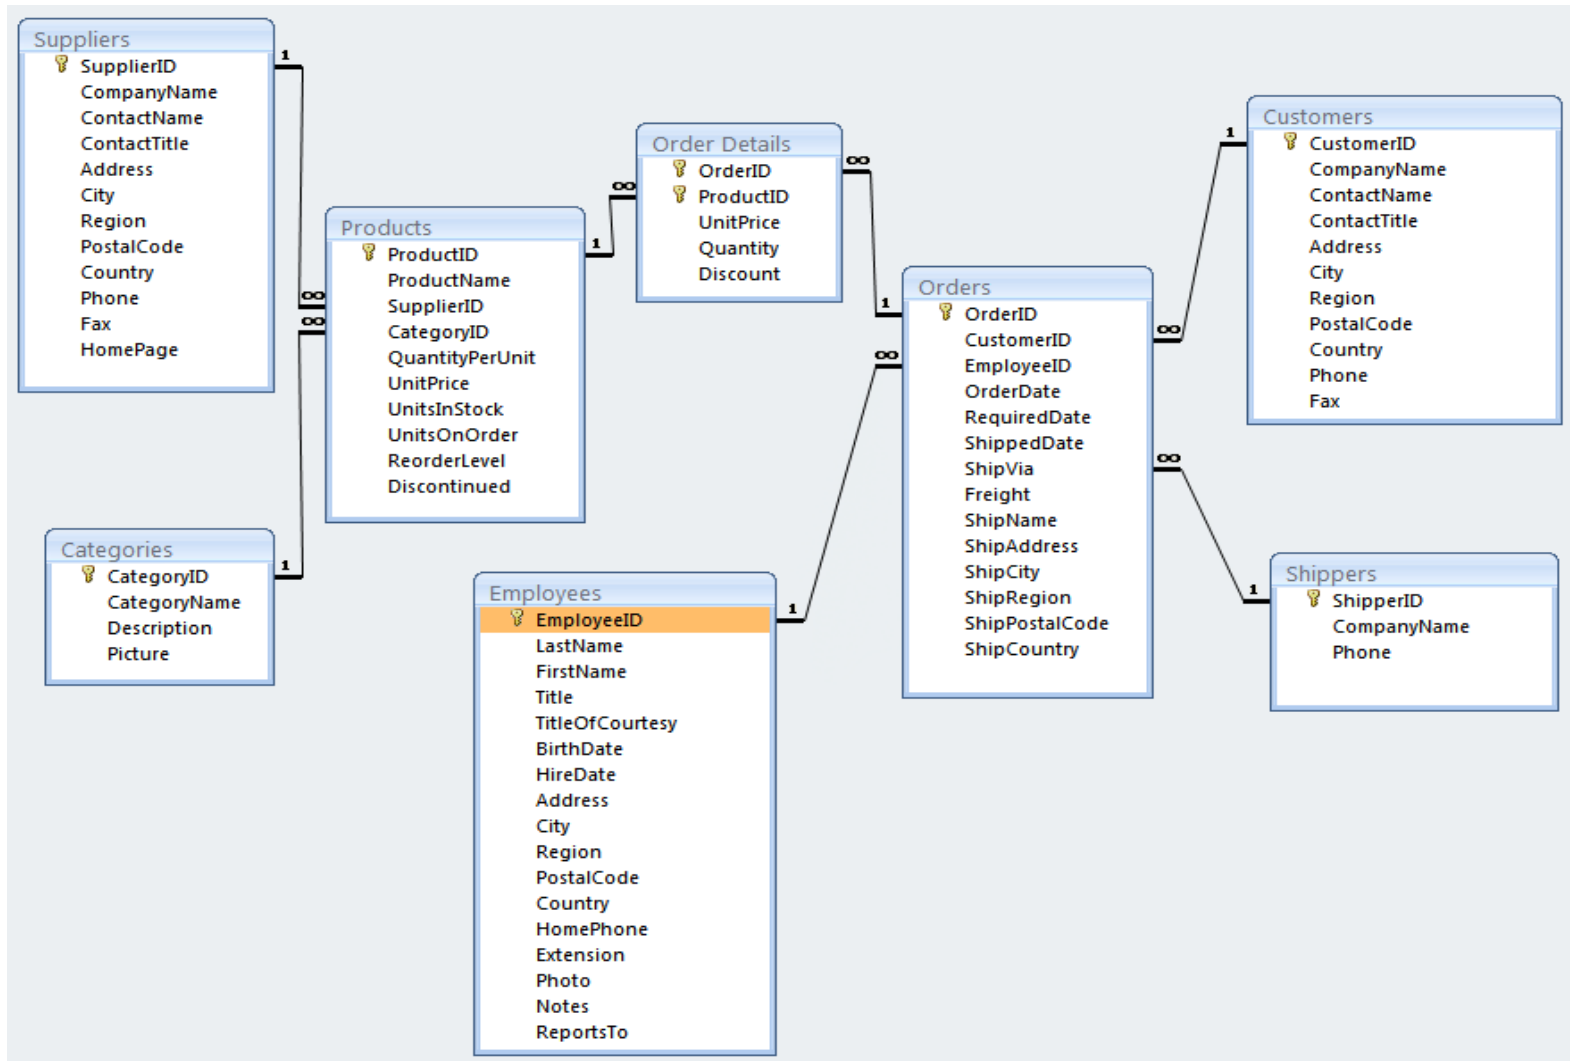 Suppliers
SupplierID
CompanyName
ContactName
ContactTitle
Address
City
Region
PostalCode
Country
Phone
Fax
HomePage
1
∞
Categories
CategoryID
CategoryName
Description
Picture
1
∞
Products
ProductID
ProductName
SupplierID
CategoryID
QuantityPerUnit
UnitPrice
UnitsInStock
UnitsOnOrder
ReorderLevel
Discontinued
1
∞
Order Details
OrderID
ProductID
UnitPrice
Quantity
Discount
∞
1
Employees
EmployeeID
LastName
FirstName
Title
TitleOfCourtesy
BirthDate
HireDate
Address
City
Region
PostalCode
Country
HomePhone
Extension
Photo
Notes
ReportsTo
1
∞
Orders
OrderID
CustomerID
EmployeeID
OrderDate
RequiredDate
ShippedDate
ShipVia
Freight
ShipName
ShipAddress
ShipCity
ShipRegion
ShipPostalCode
ShipCountry
∞
1
Customers
CustomerID
CompanyName
ContactName
ContactTitle
Address
City
Region
PostalCode
Country
Phone
Fax
∞
1
Shippers
ShipperID
CompanyName
Phone